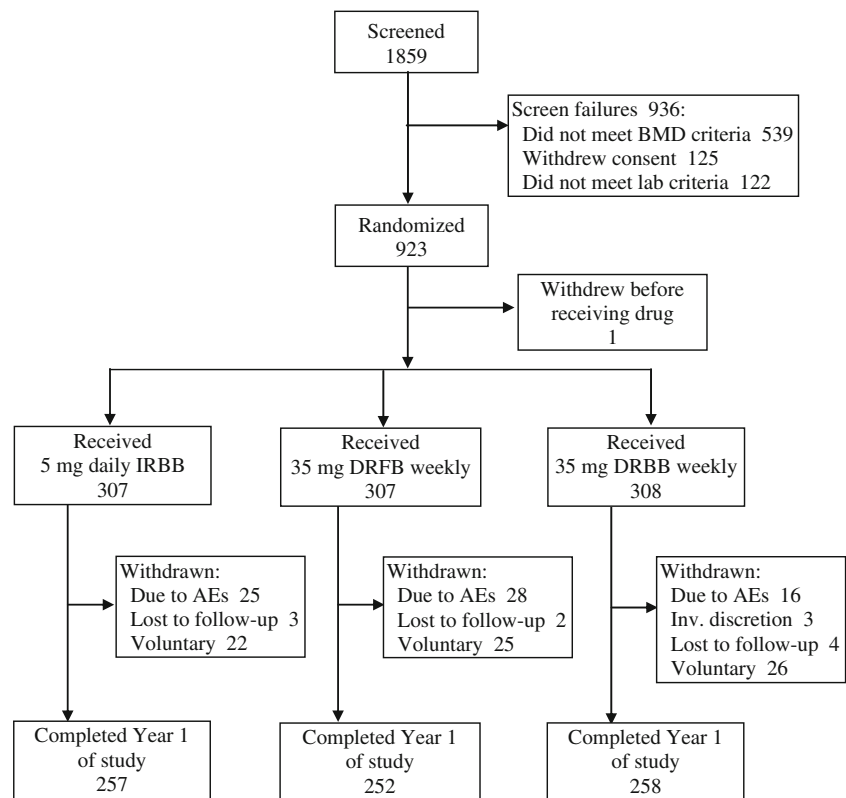 Screened
1859
Screen failures 936:
Did not meet BMD criteria 539
Withdrew consent 125
Did not meet lab criteria 122
Randomized
923
Withdrew before
receiving drug
1
Received
5 mg daily IRBB
307
Received
35 mg DRFB weekly
307
Received
35 mg DRBB weekly
308
Withdrawn:
Due to AEs 25
Lost to follow-up 3
Voluntary 22
Withdrawn:
Due to AEs 28
Lost to follow-up 2
Voluntary 25
Withdrawn:
Due to AEs 16
Inv. discretion 3
Lost to follow-up 4
Voluntary 26
Completed Year 1
of study
257
Completed Year 1
of study
252
Completed Year 1
of study
258